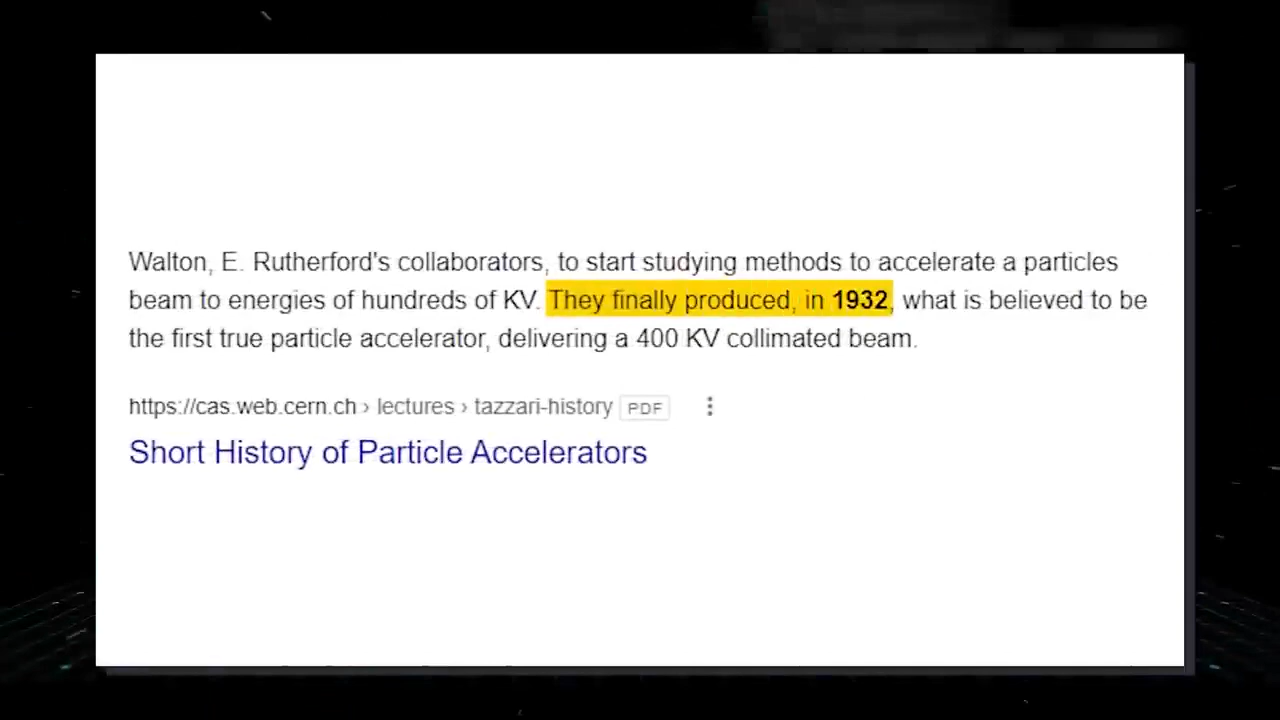 Walton, E. Rutherford's collaborators, to start studying methods to accelerate a particles
beam to energies of hundreds of KV. They finally produced, in 1932, what is believed to be
the first true particle accelerator, delivering a 400 KV collimated beam.
https://cas.web.cern.ch › lectures › tazzari-history PDF
Short History of Particle Accelerators